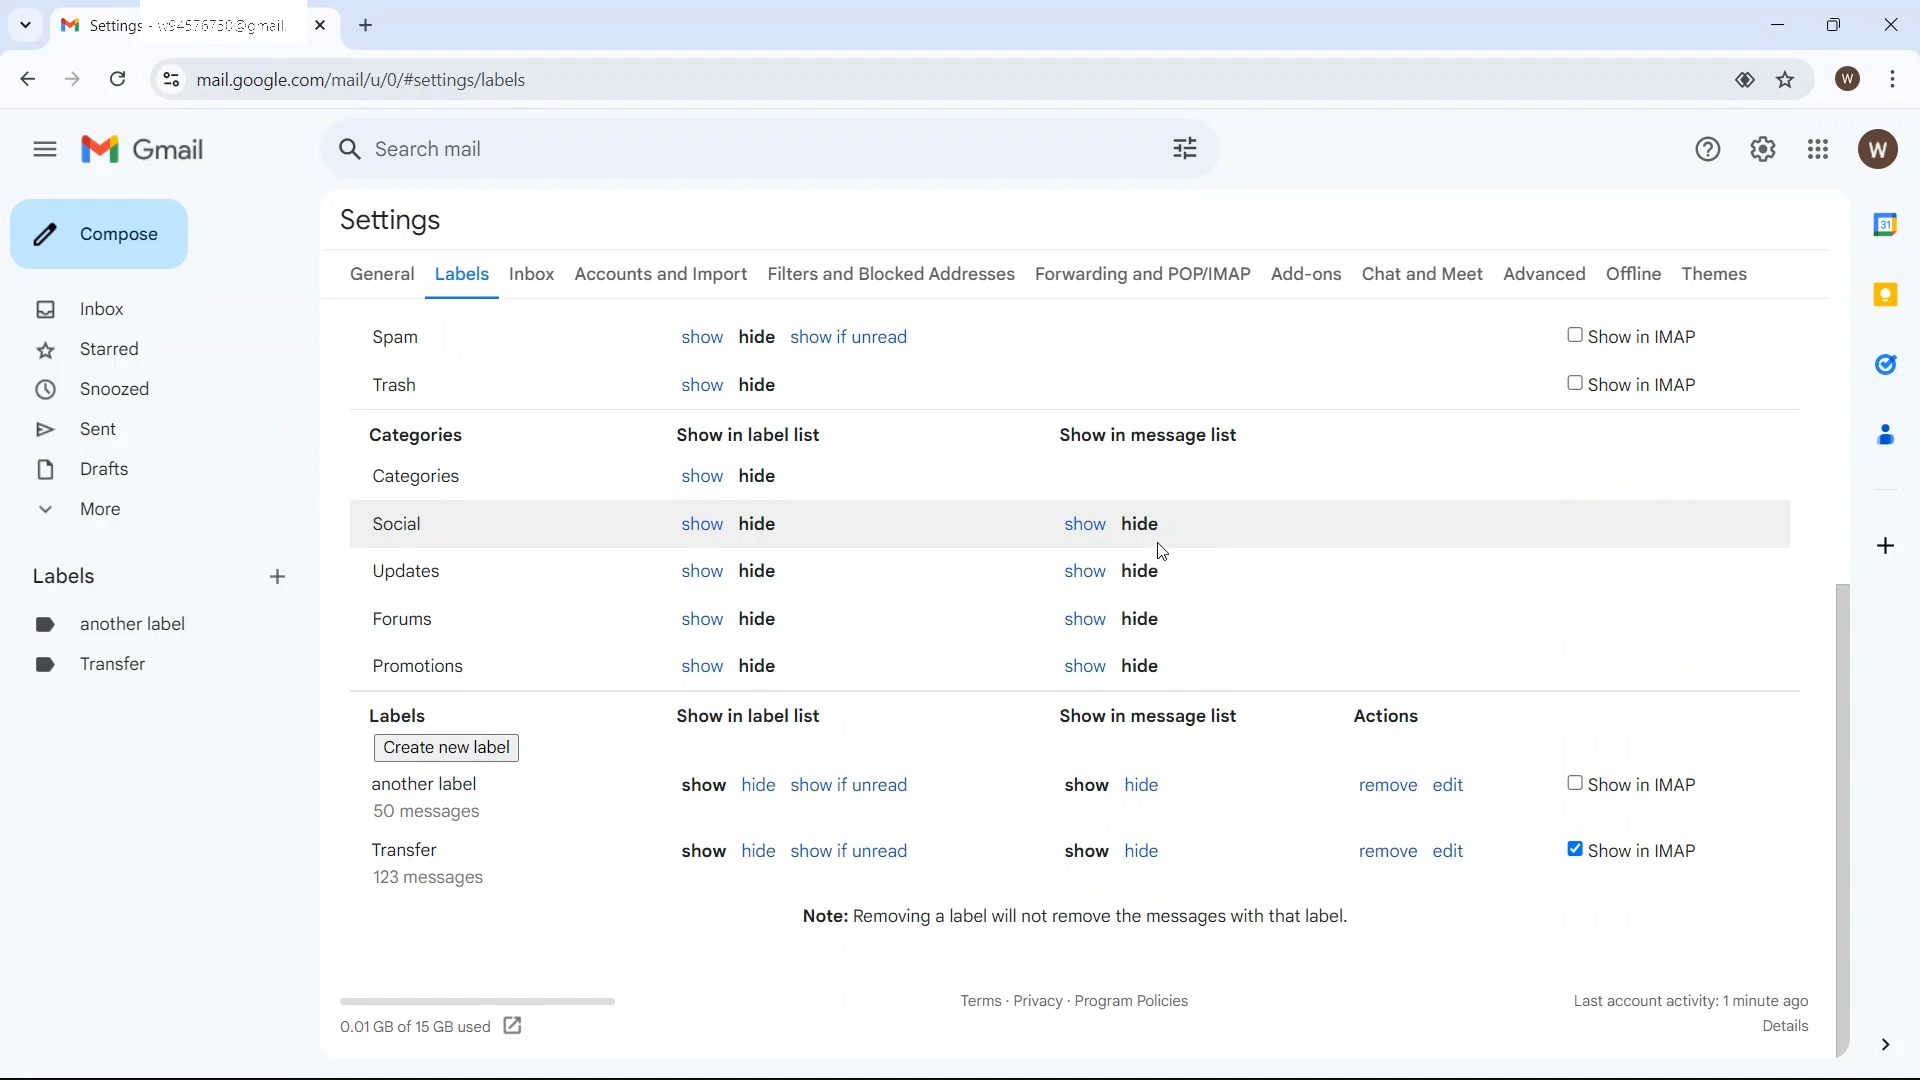 Settings - w94576750@gmail.
mail.google.com/mail/u/0/#settings/labels
W
Gmail
Search mail
W
Compose
Inbox
Starred
Snoozed
Sent
Drafts
More
Labels
another label
Transfer
Settings
General Labels Inbox Accounts and Import Filters and Blocked Addresses Forwarding and POP/IMAP Add-ons Chat and Meet Advanced Offline Themes
Spam show hide show if unread Show in IMAP
Trash show hide Show in IMAP
Categories Show in label list Show in message list
Categories show hide
Social show hide show hide
Updates show hide show hide
Forums show hide show hide
Promotions show hide show hide
Labels Show in label list Show in message list Actions
Create new label
another label show hide show if unread show hide remove edit Show in IMAP
50 messages
Transfer show hide show if unread show hide remove edit Show in IMAP
123 messages
Note: Removing a label will not remove the messages with that label.
Terms · Privacy · Program Policies
Last account activity: 1 minute ago
0.01 GB of 15 GB used
Details
31